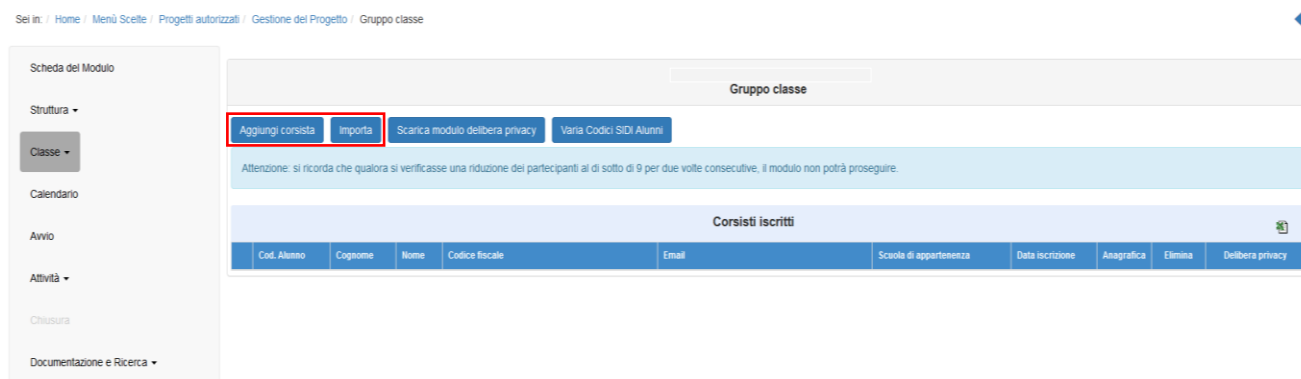 Sei in: / Home / Menù Scelte / Progetti autorizzati / Gestione del Progetto / Gruppo classe
Scheda del Modulo
Struttura
Classe
Calendario
Avvio
Attività
Chiusura
Documentazione e Ricerca
Gruppo classe
Aggiungi corsista Importa Scarica modulo delibera privacy Varia Codici SIDI Alunni
Attenzione: si ricorda che qualora si verificasse una riduzione dei partecipanti al di sotto di 9 per due volte consecutive, il modulo non potrà proseguire.
Corsisti iscritti
Cod. Alunno Cognome Nome Codice fiscale Email Scuola di appartenenza Data iscrizione Anagrafica Elimina Delibera privacy